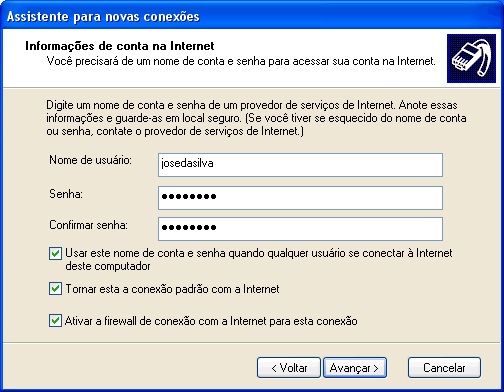 Assistente para novas conexões
Informações de conta na Internet
Você precisará de um nome de conta e senha para acessar sua conta na Internet.
Digite um nome de conta e senha de um provedor de serviços de Internet. Anote essas
informações e guarde-as em local seguro. (Se você tiver se esquecido do nome de conta
ou senha, contate o provedor de serviços de Internet.)
Nome de usuário:
josedasilva
Senha:
●●●●●●●●
Confirmar senha:
●●●●●●●●
Usar este nome de conta e senha quando qualquer usuário se conectar à Internet
deste computador
Tornar esta a conexão padrão com a Internet
Ativar a firewall de conexão com a Internet para esta conexão
< Voltar
Avançar >
Cancelar